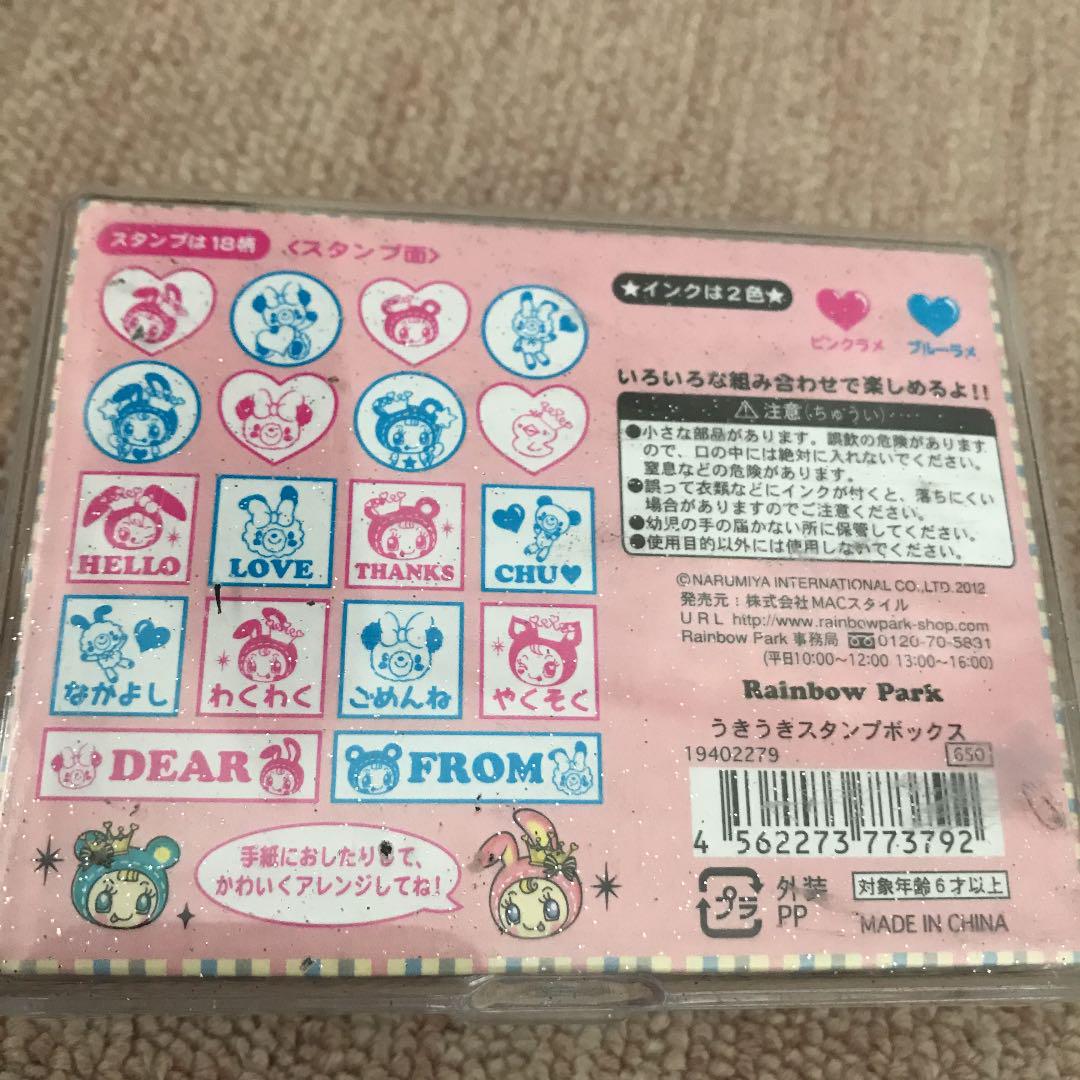 スタンプは18柄
〈スタンプ面〉
HELLO
LOVE
THANKS
CHU♥
なかよし
わくわく
ごめんね
やくそく
DEAR
FROM
手紙におしたりして、
かわいくアレンジしてね!
★インクは2色★
ピンクラメ
ブルーラメ
いろいろな組み合わせで楽しめるよ!!
⚠注意(ちゅうい)
●小さな部品があります。誤飲の危険があります
ので、口の中には絶対に入れないでください。
窒息などの危険があります。
●誤って衣類などにインクが付くと、落ちにくい
場合がありますのでご注意ください。
●幼児の手の届かない所に保管してください。
●使用目的以外には使用しないでください。
©NARUMIYA INTERNATIONAL CO.,LTD.2012
発売元:株式会社MACスタイル
URL http://www.rainbowpark-shop.com
Rainbow Park 事務局 0120-70-5831
(平日10:00〜12:00 13:00〜16:00)
Rainbow Park
うきうきスタンプボックス
19402279
650
4 562273 773792
プラ
外装
PP
対象年齢6才以上
MADE IN CHINA